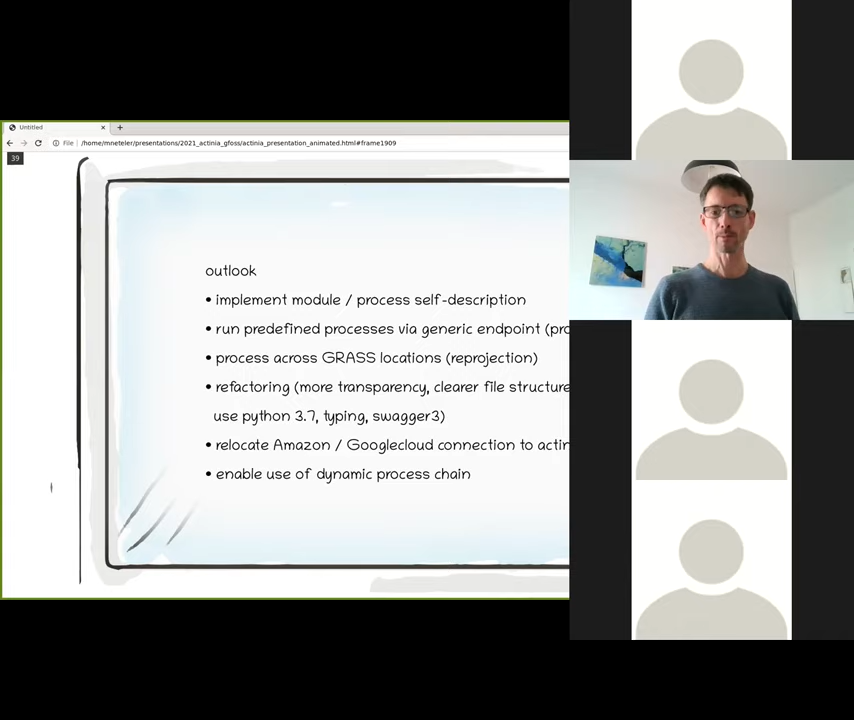 Untitled
File /home/mneteler/presentations/2021_actinia_gfoss/actinia_presentation_animated.html#frame1909
39
outlook
• implement module / process self-description
• run predefined processes via generic endpoint (pro
• process across GRASS locations (reprojection)
• refactoring (more transparency, clearer file structure
use python 3.7, typing, swagger3)
• relocate Amazon / Googlecloud connection to actin
• enable use of dynamic process chain